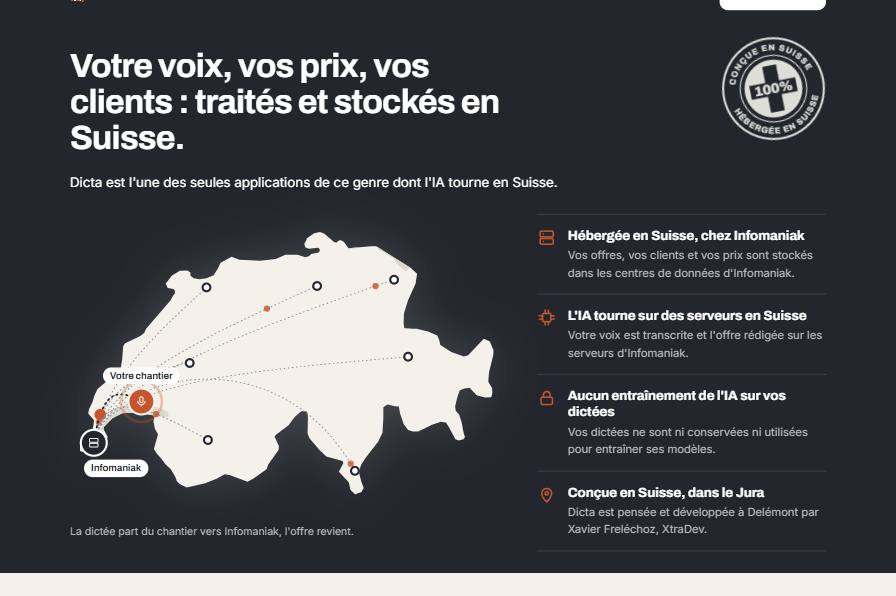 Votre voix, vos prix, vos
clients : traités et stockés en
Suisse.
CONÇUE EN SUISSE
100%
HÉBERGÉE EN SUISSE
Dicta est l'une des seules applications de ce genre dont l'IA tourne en Suisse.
Votre chantier
Infomaniak
La dictée part du chantier vers Infomaniak, l'offre revient.
Hébergée en Suisse, chez Infomaniak
Vos offres, vos clients et vos prix sont stockés
dans les centres de données d'Infomaniak.
L'IA tourne sur des serveurs en Suisse
Votre voix est transcrite et l'offre rédigée sur les
serveurs d'Infomaniak.
Aucun entraînement de l'IA sur vos
dictées
Vos dictées ne sont ni conservées ni utilisées
pour entraîner ses modèles.
Conçue en Suisse, dans le Jura
Dicta est pensée et développée à Delémont par
Xavier Freléchoz, XtraDev.